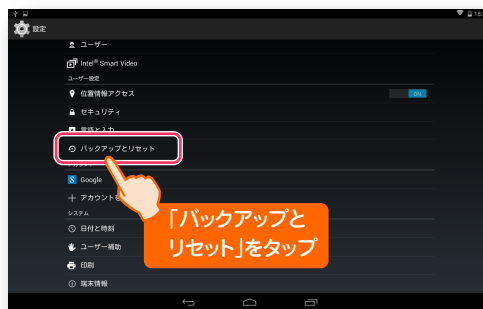 18:
設定
ユーザー
Intel® Smart Video
ユーザー設定
位置情報アクセス
ON
セキュリティ
言語と入力
バックアップとリセット
Google
アカウントを
システム
日付と時刻
ユーザー補助
印刷
端末情報
「バックアップと
リセット」をタップ